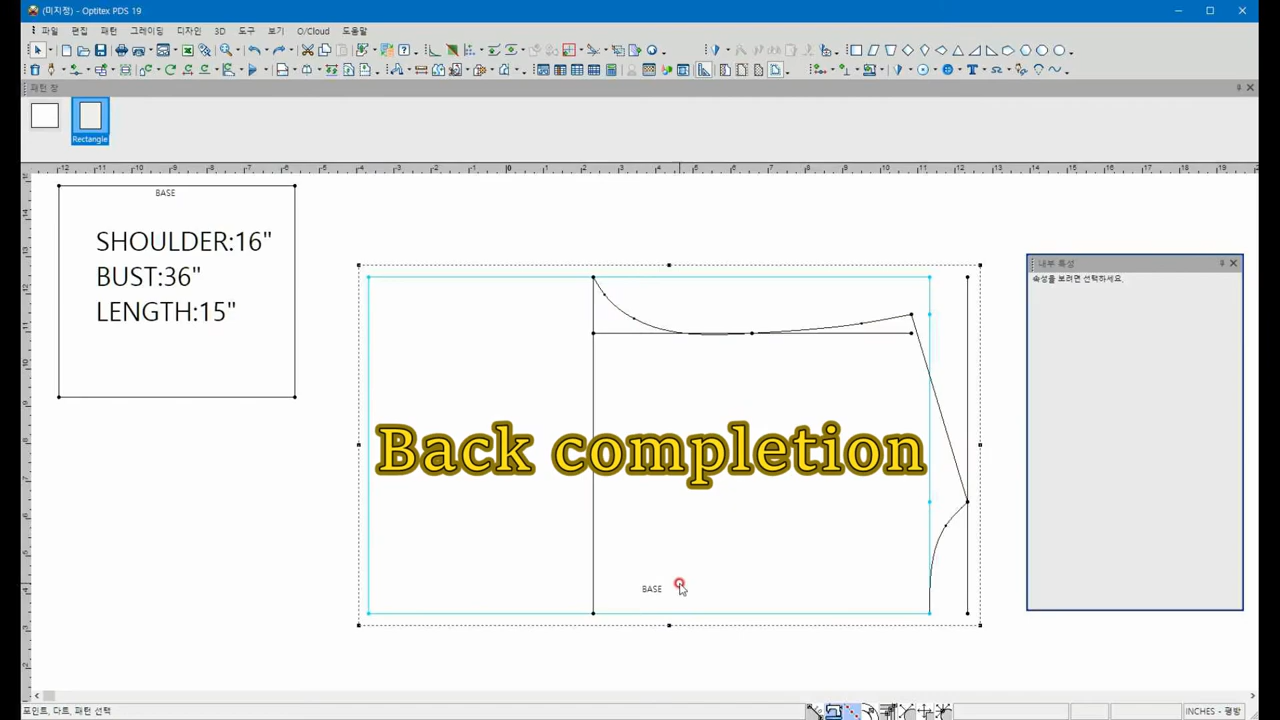 (미지정) - Optitex PDS 19
파일 편집 패턴 그레이딩 디자인 3D 도구 보기 O/Cloud 도움말
패턴 창
Rectangle
BASE
SHOULDER:16"
BUST:36"
LENGTH:15"
내부 특성
속성을 보려면 선택하세요.
Back completion
BASE
포인트, 다트, 패턴 선택
INCHES - 평방